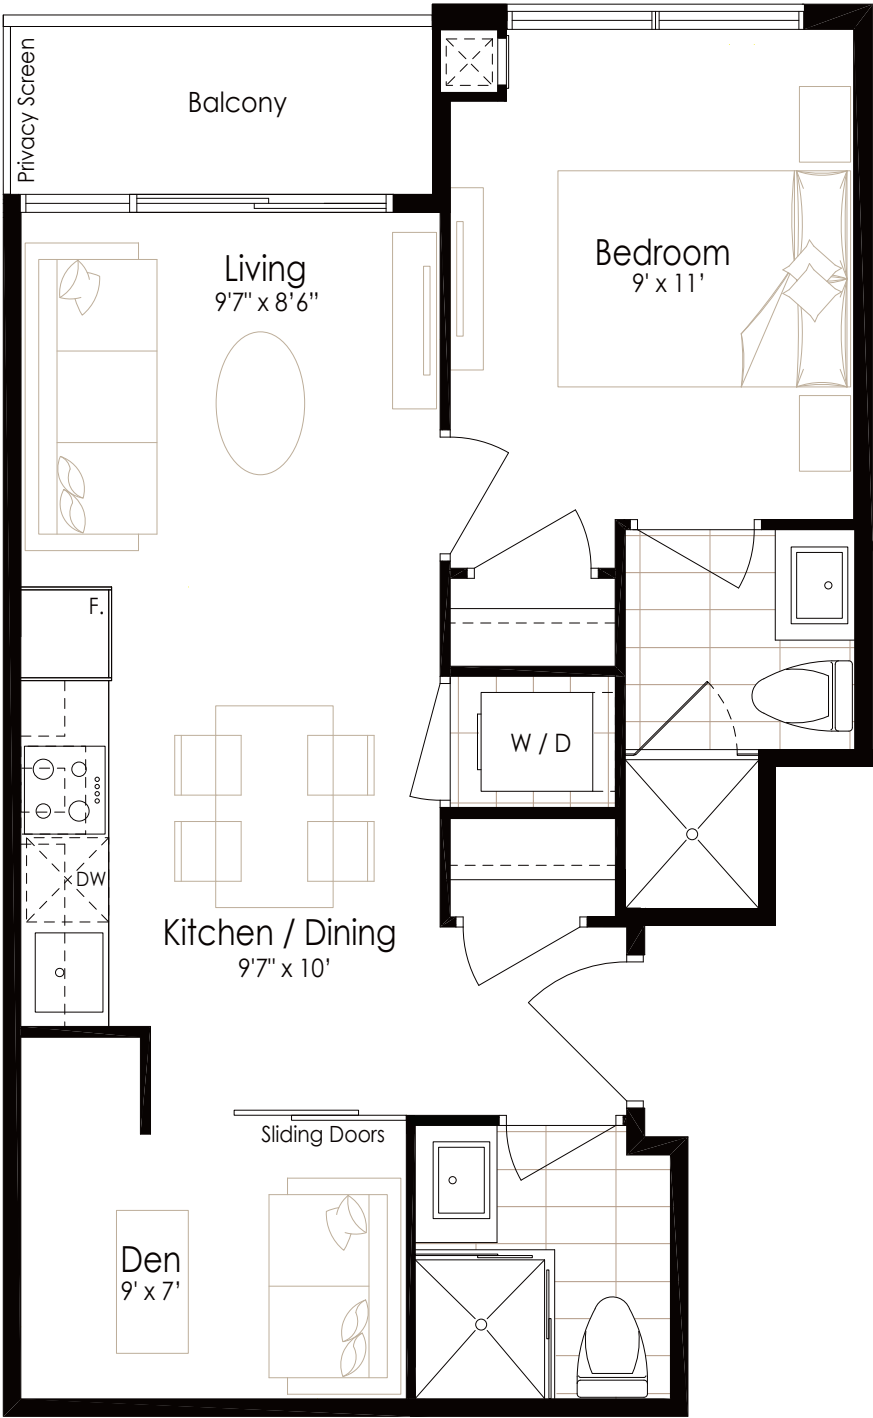 Privacy Screen
Balcony
Living
9'7" x 8’6”
Bedroom
9' x 11’
F.
W / D
DW
Kitchen / Dining
9'7" x 10’
Sliding Doors
Den
9' x 7’